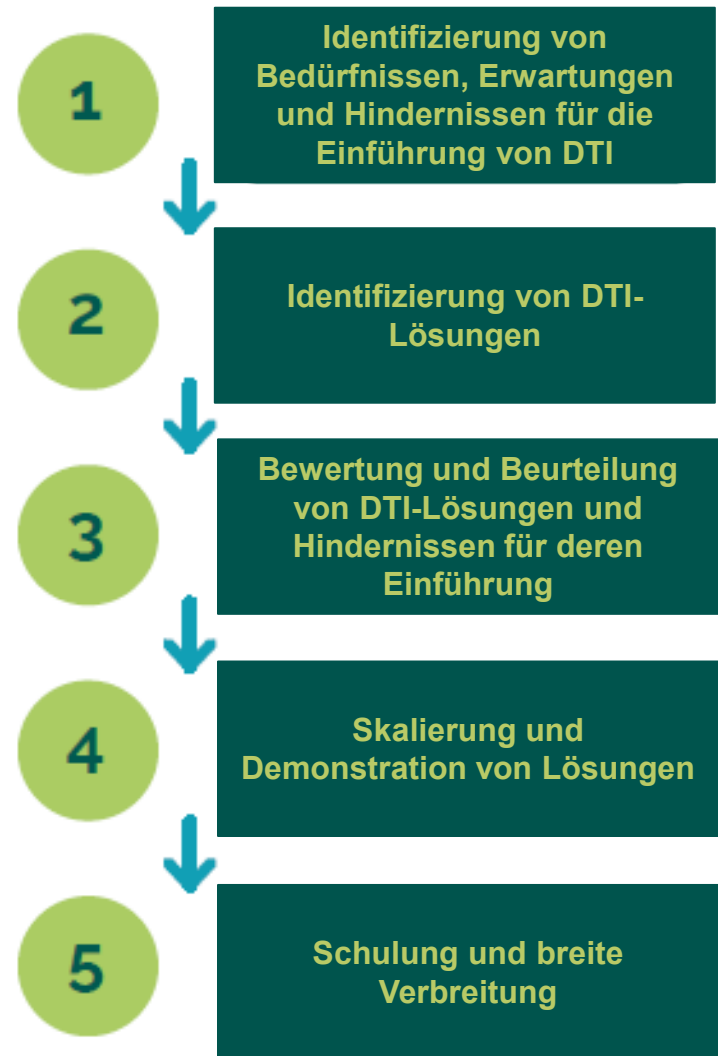 1
Identifizierung von
Bedürfnissen, Erwartungen
und Hindernissen für die
Einführung von DTI
2
Identifizierung von DTI-
Lösungen
3
Bewertung und Beurteilung
von DTI-Lösungen und
Hindernissen für deren
Einführung
4
Skalierung und
Demonstration von Lösungen
5
Schulung und breite
Verbreitung